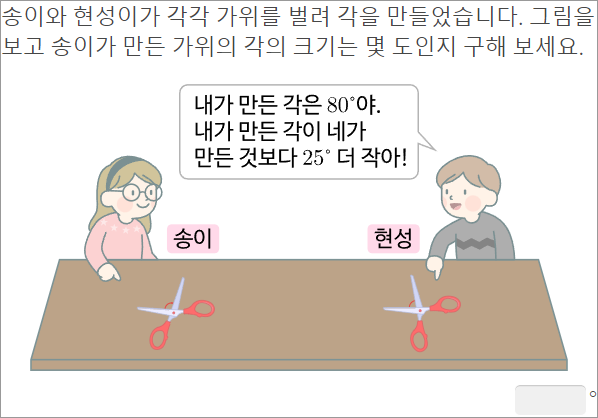 송이와 현성이가 각각 가위를 벌려 각을 만들었습니다. 그림을
보고 송이가 만든 가위의 각의 크기는 몇 도인지 구해 보세요.
내가 만든 각은 80°야.
내가 만든 각이 네가
만든 것보다 25° 더 작아!
송이
현성
°